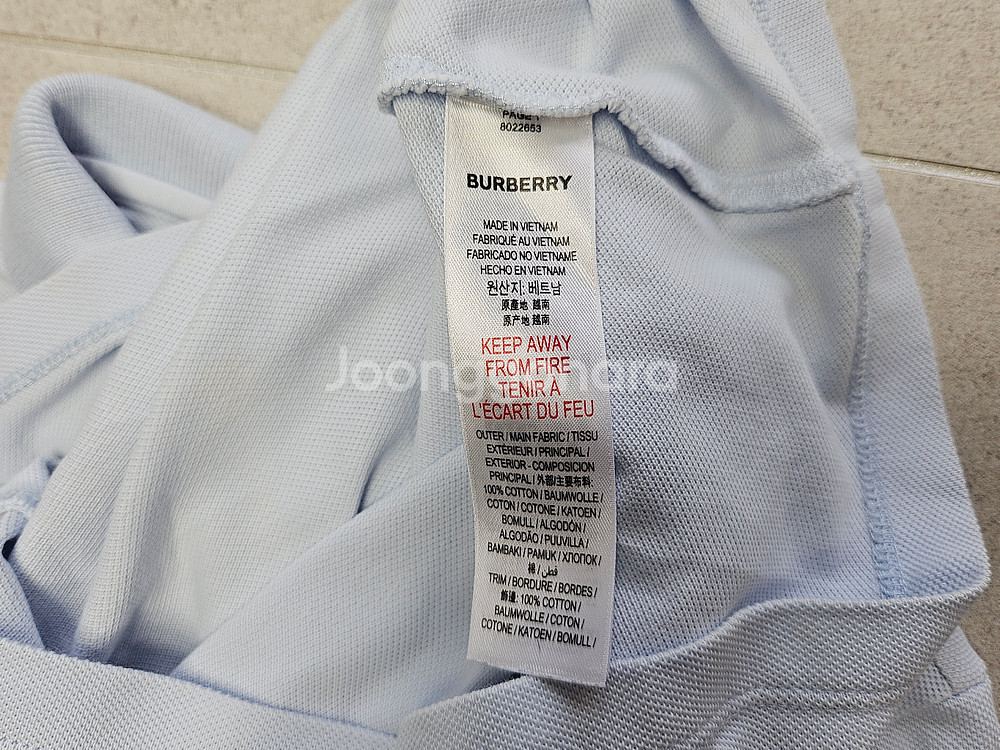 PAGE 1
8022653
BURBERRY
MADE IN VIETNAM
FABRIQUÉ AU VIETNAM
FABRICADO NO VIETNAME
HECHO EN VIETNAM
원산지: 베트남
原產地 越南
原产地 越南
KEEP AWAY
FROM FIRE
TENIR À
L'ÉCART DU FEU
OUTER / MAIN FABRIC / TISSU
EXTÉRIEUR / PRINCIPAL /
EXTERIOR - COMPOSICION
PRINCIPAL / 外部/主要布料:
100% COTTON / BAUMWOLLE /
COTON / COTONE / KATOEN /
BOMULL / ALGODÓN /
ALGODÃO / PUUVILLA /
BAMBAKI / PAMUK / ХЛОПОК /
棉 / قطن /
TRIM / BORDURE / BORDES /
飾邊: 100% COTTON /
BAUMWOLLE / COTON /
COTONE / KATOEN / BOMULL /